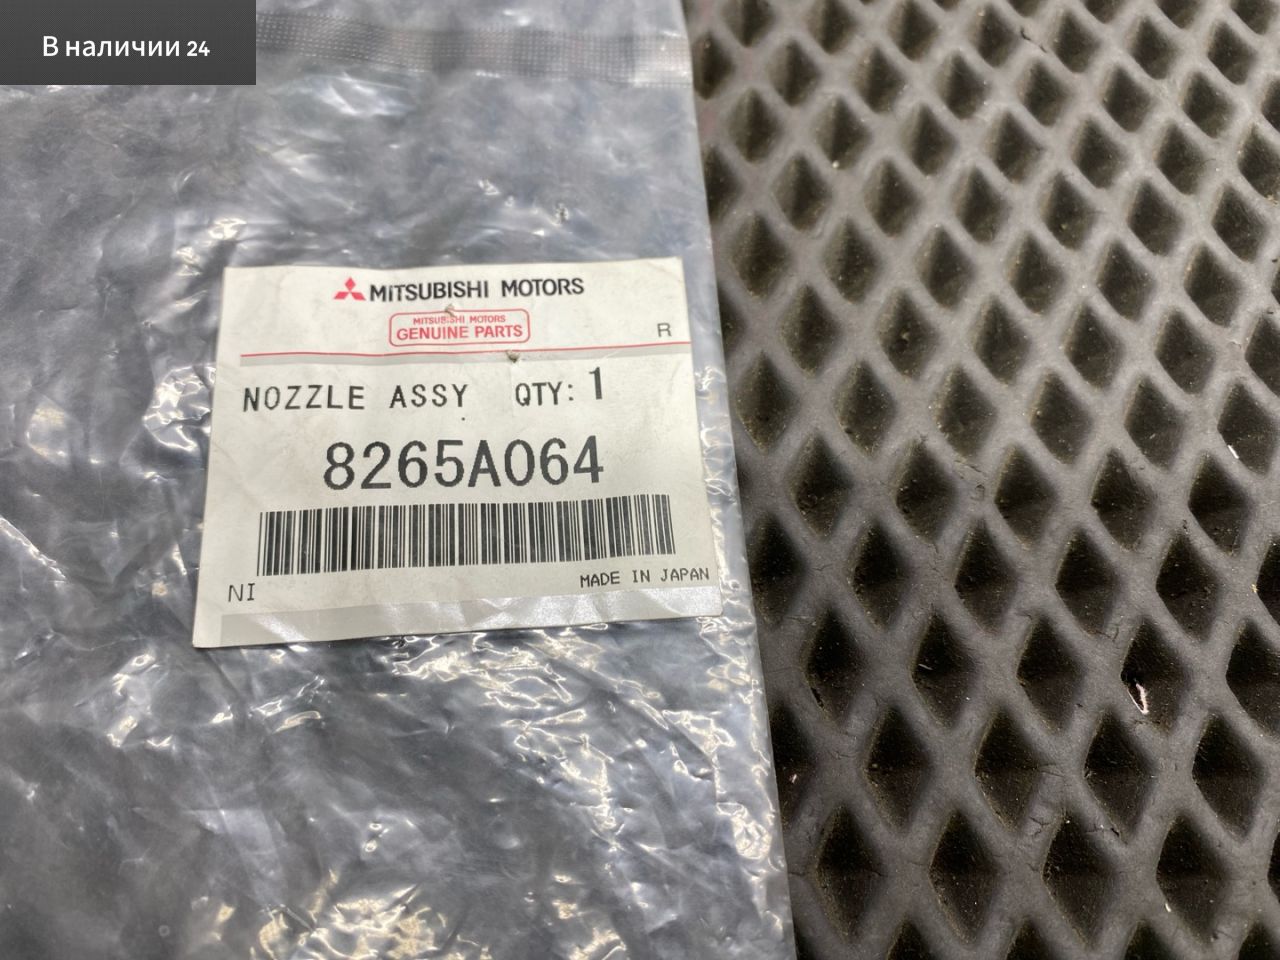 В наличии 24
MITSUBISHI MOTORS
MITSUBISHI MOTORS
GENUINE PARTS
R
NOZZLE ASSY QTY: 1
8265A064
NI
MADE IN JAPAN